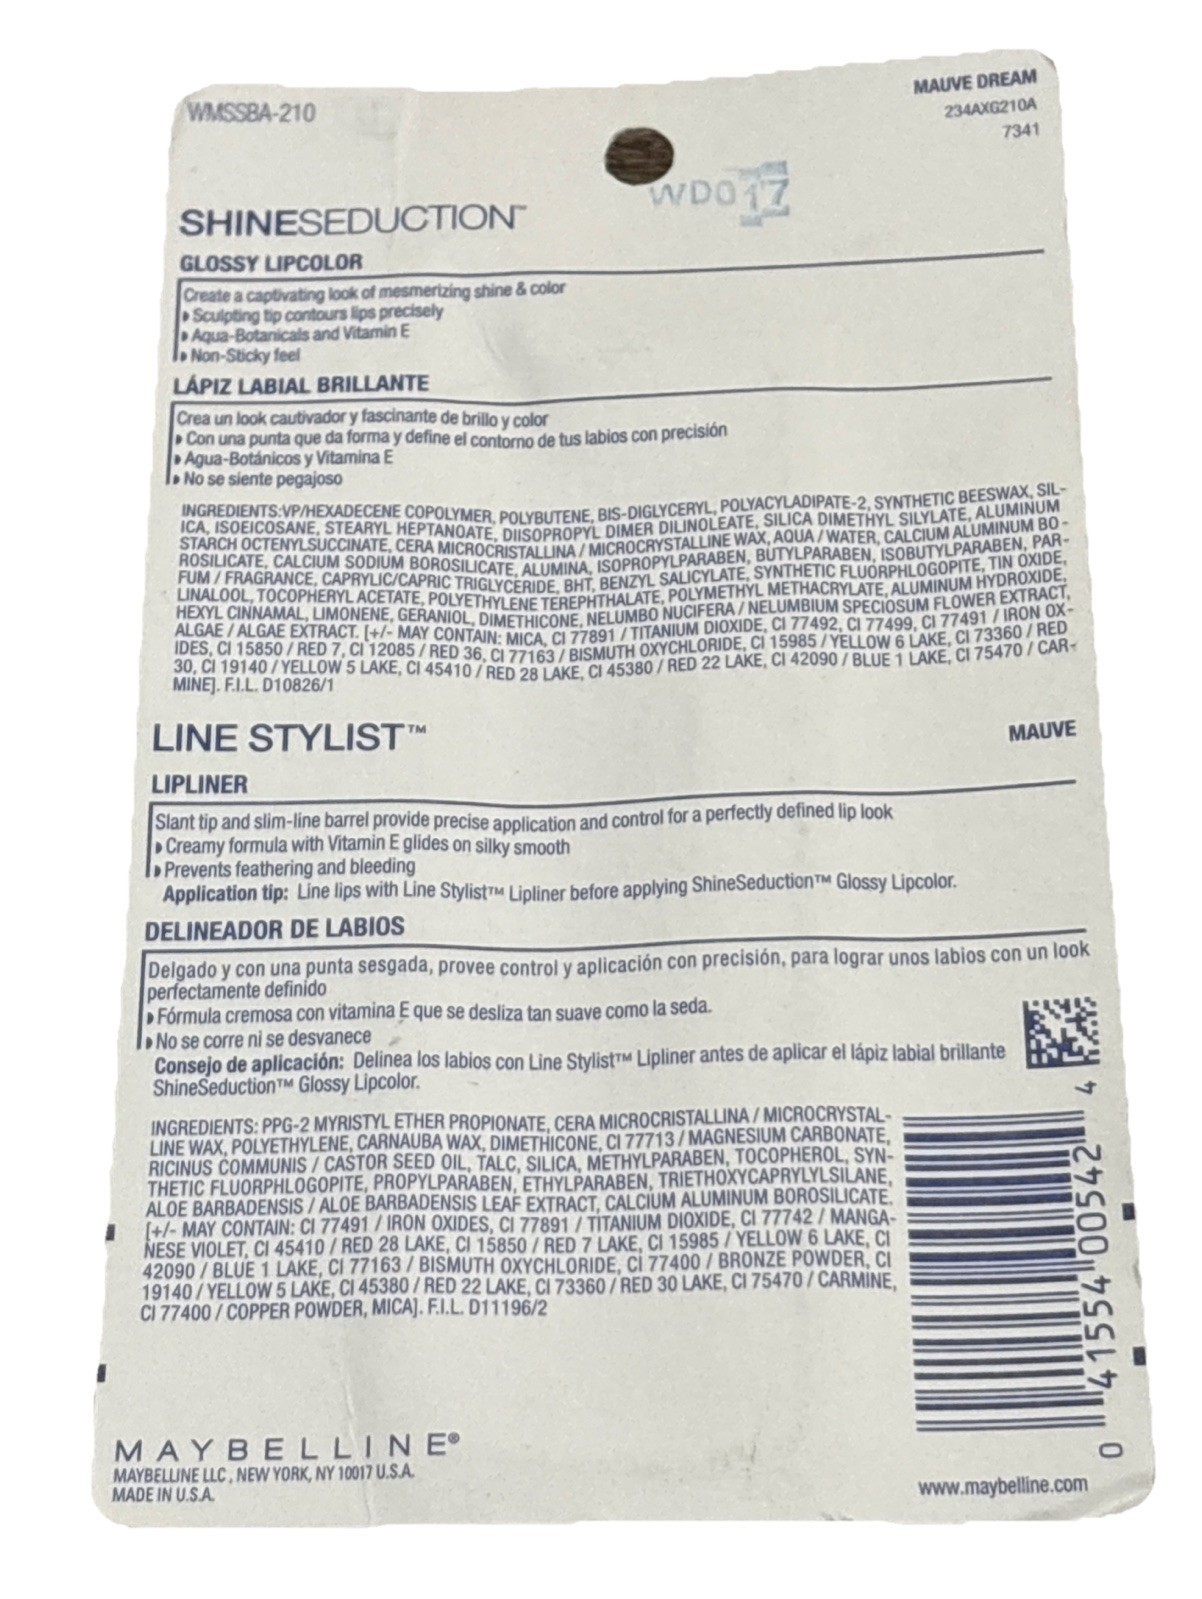 WMSSBA-210
MAUVE DREAM
234AXG210A
7341
WD017
SHINESEDUCTION™
GLOSSY LIPCOLOR
Create a captivating look of mesmerizing shine & color
Sculpting tip contours lips precisely
Aqua-Botanicals and Vitamin E
Non-Sticky feel
LÁPIZ LABIAL BRILLANTE
Crea un look cautivador y fascinante de brillo y color
Con una punta que da forma y define el contorno de tus labios con precisión
Agua-Botánicos y Vitamina E
No se siente pegajoso
INGREDIENTS:VP/HEXADECENE COPOLYMER, POLYBUTENE, BIS-DIGLYCERYL, POLYACYLADIPATE-2, SYNTHETIC BEESWAX, SIL-
ICA, ISOEICOSANE, STEARYL HEPTANOATE, DIISOPROPYL DIMER DILINOLEATE, SILICA DIMETHYL SILYLATE, ALUMINUM
STARCH OCTENYLSUCCINATE, CERA MICROCRISTALLINA / MICROCRYSTALLINE WAX, AQUA / WATER, CALCIUM ALUMINUM BO-
ROSILICATE, CALCIUM SODIUM BOROSILICATE, ALUMINA, ISOPROPYLPARABEN, BUTYLPARABEN, ISOBUTYLPARABEN, PAR-
FUM / FRAGRANCE, CAPRYLIC/CAPRIC TRIGLYCERIDE, BHT, BENZYL SALICYLATE, SYNTHETIC FLUORPHLOGOPITE, TIN OXIDE,
LINALOOL, TOCOPHERYL ACETATE, POLYETHYLENE TEREPHTHALATE, POLYMETHYL METHACRYLATE, ALUMINUM HYDROXIDE,
HEXYL CINNAMAL, LIMONENE, GERANIOL, DIMETHICONE, NELUMBO NUCIFERA / NELUMBIUM SPECIOSUM FLOWER EXTRACT,
ALGAE / ALGAE EXTRACT. [+/- MAY CONTAIN: MICA, CI 77891 / TITANIUM DIOXIDE, CI 77492, CI 77499, CI 77491 / IRON OX-
IDES, CI 15850 / RED 7, CI 12085 / RED 36, CI 77163 / BISMUTH OXYCHLORIDE, CI 15985 / YELLOW 6 LAKE, CI 73360 / RED
30, CI 19140 / YELLOW 5 LAKE, CI 45410 / RED 28 LAKE, CI 45380 / RED 22 LAKE, CI 42090 / BLUE 1 LAKE, CI 75470 / CAR-
MINE]. F.I.L. D10826/1
LINE STYLIST™
MAUVE
LIPLINER
Slant tip and slim-line barrel provide precise application and control for a perfectly defined lip look
Creamy formula with Vitamin E glides on silky smooth
Prevents feathering and bleeding
Application tip: Line lips with Line Stylist™ Lipliner before applying ShineSeduction™ Glossy Lipcolor.
DELINEADOR DE LABIOS
Delgado y con una punta sesgada, provee control y aplicación con precisión, para lograr unos labios con un look
perfectamente definido
Fórmula cremosa con vitamina E que se desliza tan suave como la seda.
No se corre ni se desvanece
Consejo de aplicación: Delinea los labios con Line Stylist™ Lipliner antes de aplicar el lápiz labial brillante
ShineSeduction™ Glossy Lipcolor.
INGREDIENTS: PPG-2 MYRISTYL ETHER PROPIONATE, CERA MICROCRISTALLINA / MICROCRYSTAL-
LINE WAX, POLYETHYLENE, CARNAUBA WAX, DIMETHICONE, CI 77713 / MAGNESIUM CARBONATE,
RICINUS COMMUNIS / CASTOR SEED OIL, TALC, SILICA, METHYLPARABEN, TOCOPHEROL, SYN-
THETIC FLUORPHLOGOPITE, PROPYLPARABEN, ETHYLPARABEN, TRIETHOXYCAPRYLYLSILANE,
ALOE BARBADENSIS / ALOE BARBADENSIS LEAF EXTRACT, CALCIUM ALUMINUM BOROSILICATE.
[+/- MAY CONTAIN: CI 77491 / IRON OXIDES, CI 77891 / TITANIUM DIOXIDE, CI 77742 / MANGA-
NESE VIOLET, CI 45410 / RED 28 LAKE, CI 15850 / RED 7 LAKE, CI 15985 / YELLOW 6 LAKE, CI
42090 / BLUE 1 LAKE, CI 77163 / BISMUTH OXYCHLORIDE, CI 77400 / BRONZE POWDER, CI
19140 / YELLOW 5 LAKE, CI 45380 / RED 22 LAKE, CI 73360 / RED 30 LAKE, CI 75470 / CARMINE,
CI 77400 / COPPER POWDER, MICA]. F.I.L. D11196/2
0 41554 00542 4
MAYBELLINE®
MAYBELLINE LLC, NEW YORK, NY 10017 U.S.A.
MADE IN U.S.A.
www.maybelline.com